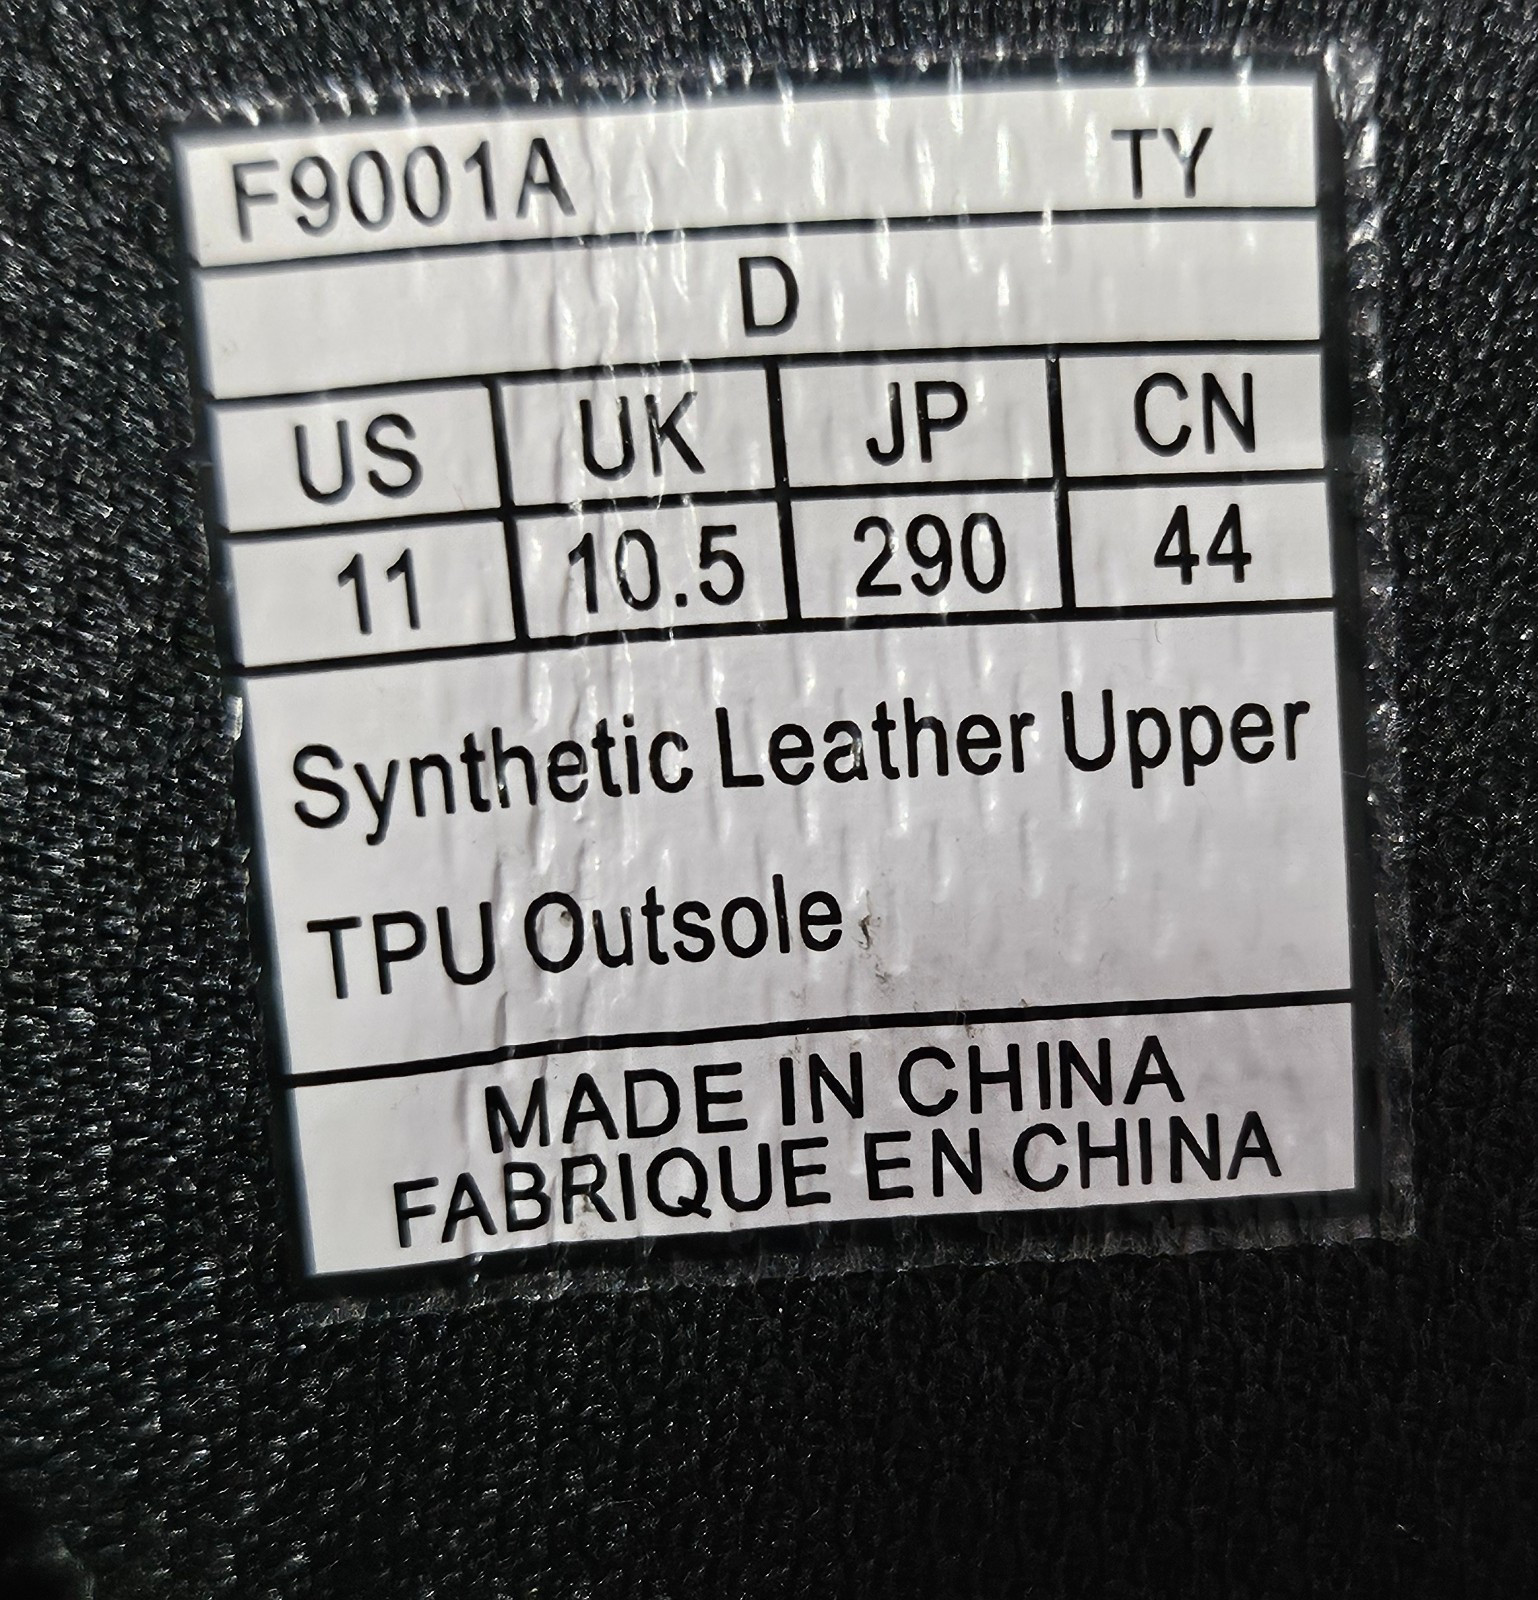 F9001A TY
D
US UK JP CN
11 10.5 290 44
Synthetic Leather Upper
TPU Outsole
MADE IN CHINA
FABRIQUE EN CHINA